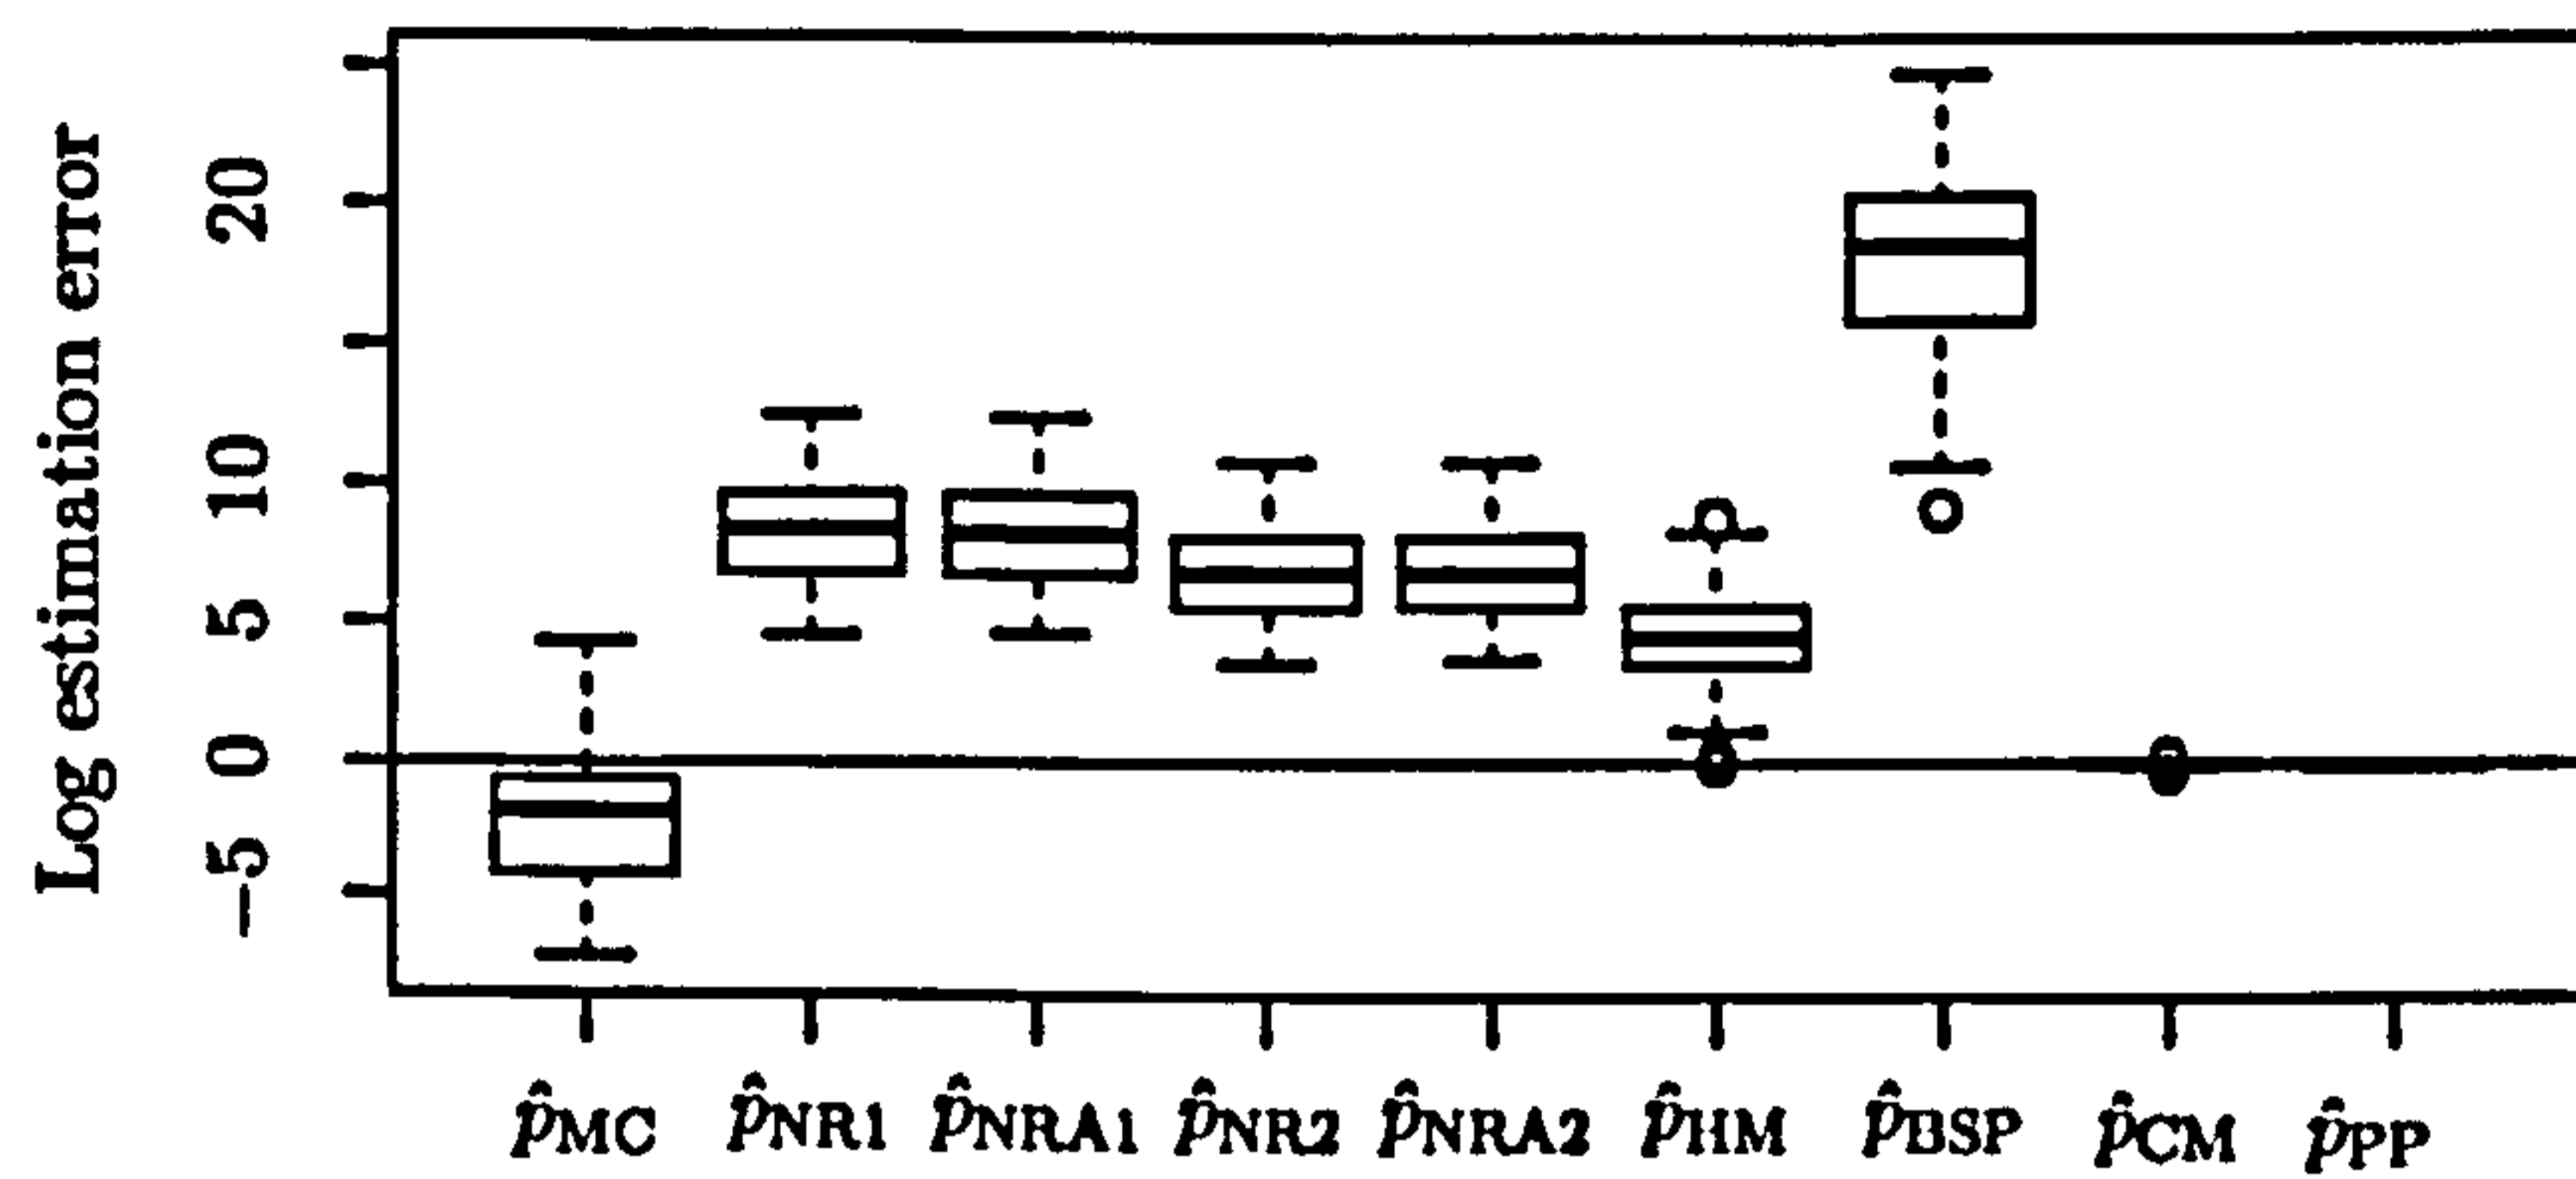 Log estimation error
20
10
5
0
−5
p̂MC p̂NR1 p̂NRA1 p̂NR2 p̂NRA2 p̂HM p̂BSP p̂CM p̂PP